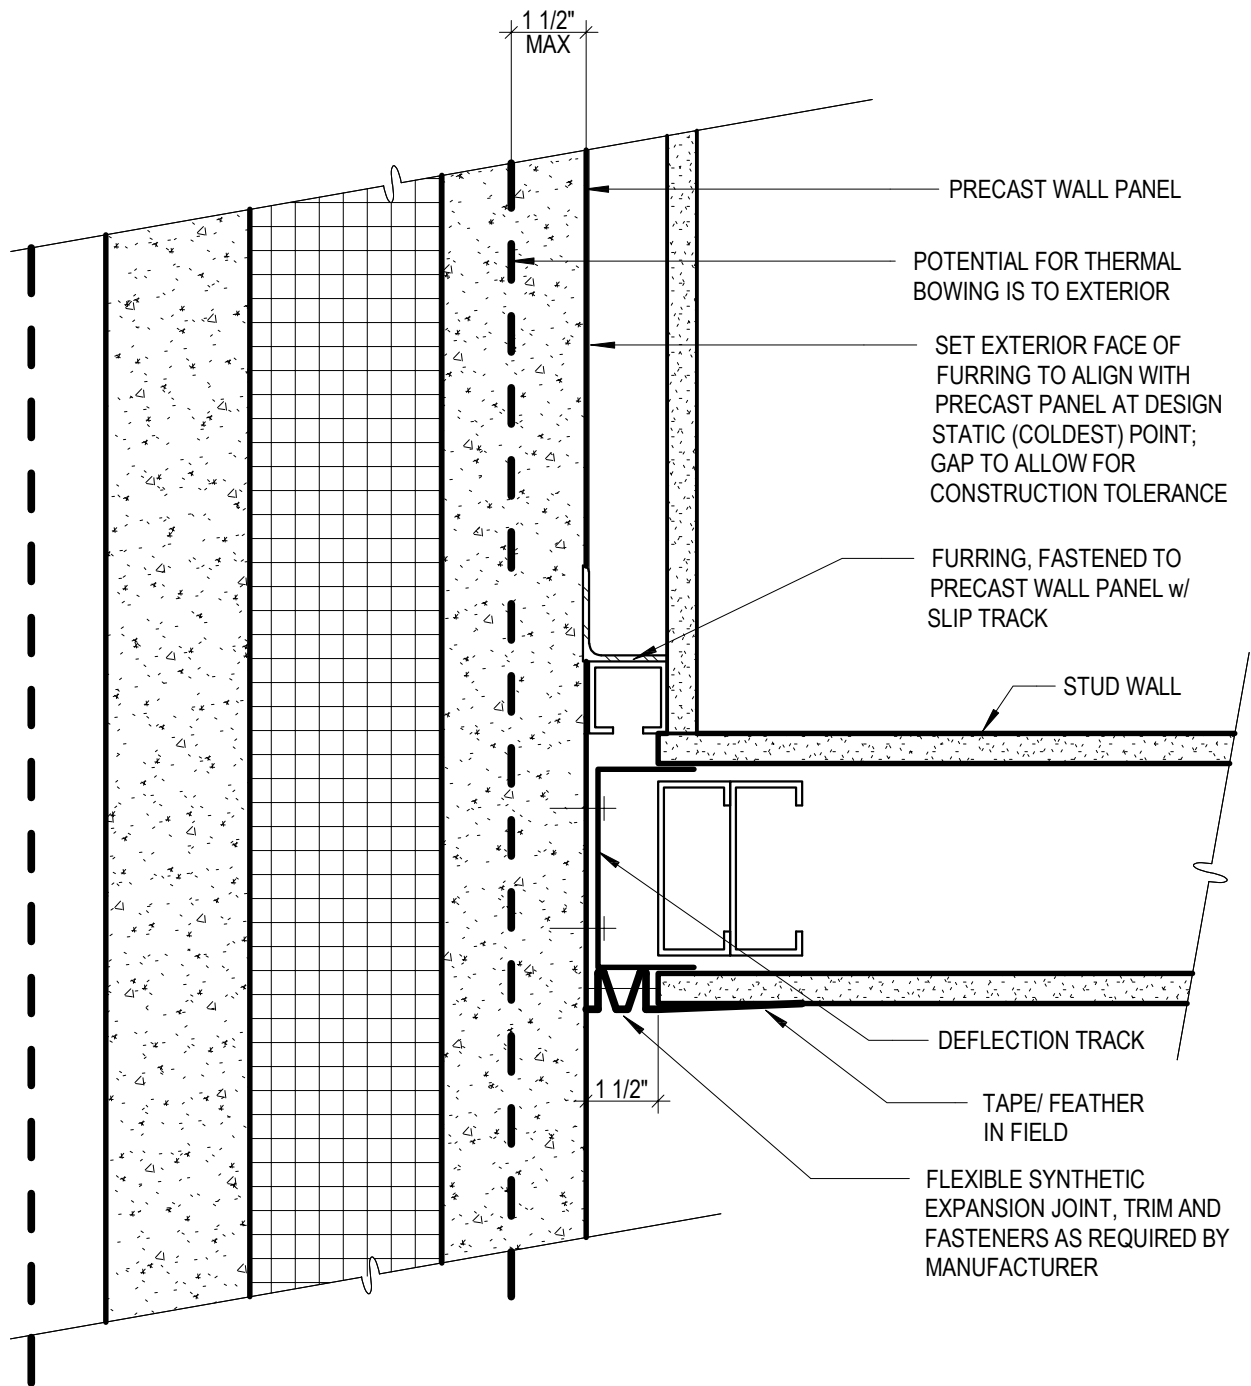 1 1/2"
MAX
PRECAST WALL PANEL
POTENTIAL FOR THERMAL
BOWING IS TO EXTERIOR
SET EXTERIOR FACE OF
FURRING TO ALIGN WITH
PRECAST PANEL AT DESIGN
STATIC (COLDEST) POINT;
GAP TO ALLOW FOR
CONSTRUCTION TOLERANCE
FURRING, FASTENED TO
PRECAST WALL PANEL w/
SLIP TRACK
STUD WALL
DEFLECTION TRACK
1 1/2"
TAPE/ FEATHER
IN FIELD
FLEXIBLE SYNTHETIC
EXPANSION JOINT, TRIM AND
FASTENERS AS REQUIRED BY
MANUFACTURER